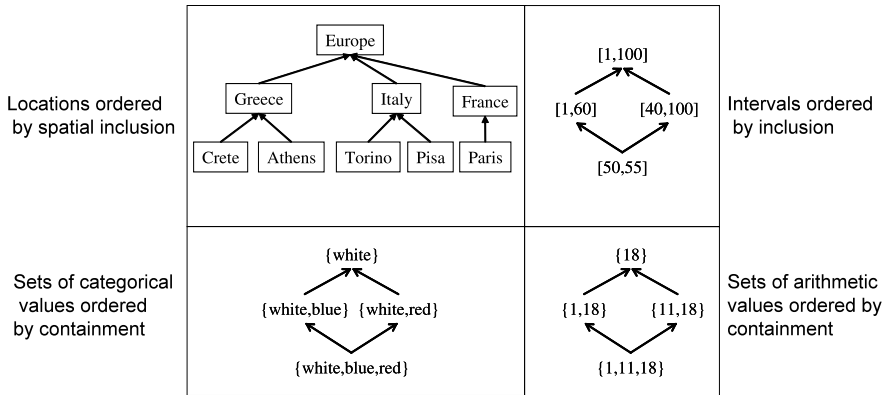 Locations ordered
by spatial inclusion
Europe
Greece
Italy
France
Crete
Athens
Torino
Pisa
Paris
[1,100]
[1,60]
[40,100]
[50,55]
Intervals ordered
by inclusion
Sets of categorical
values ordered
by containment
{white}
{white,blue}
{white,red}
{white,blue,red}
{18}
{1,18}
{11,18}
{1,11,18}
Sets of arithmetic
values ordered by
containment